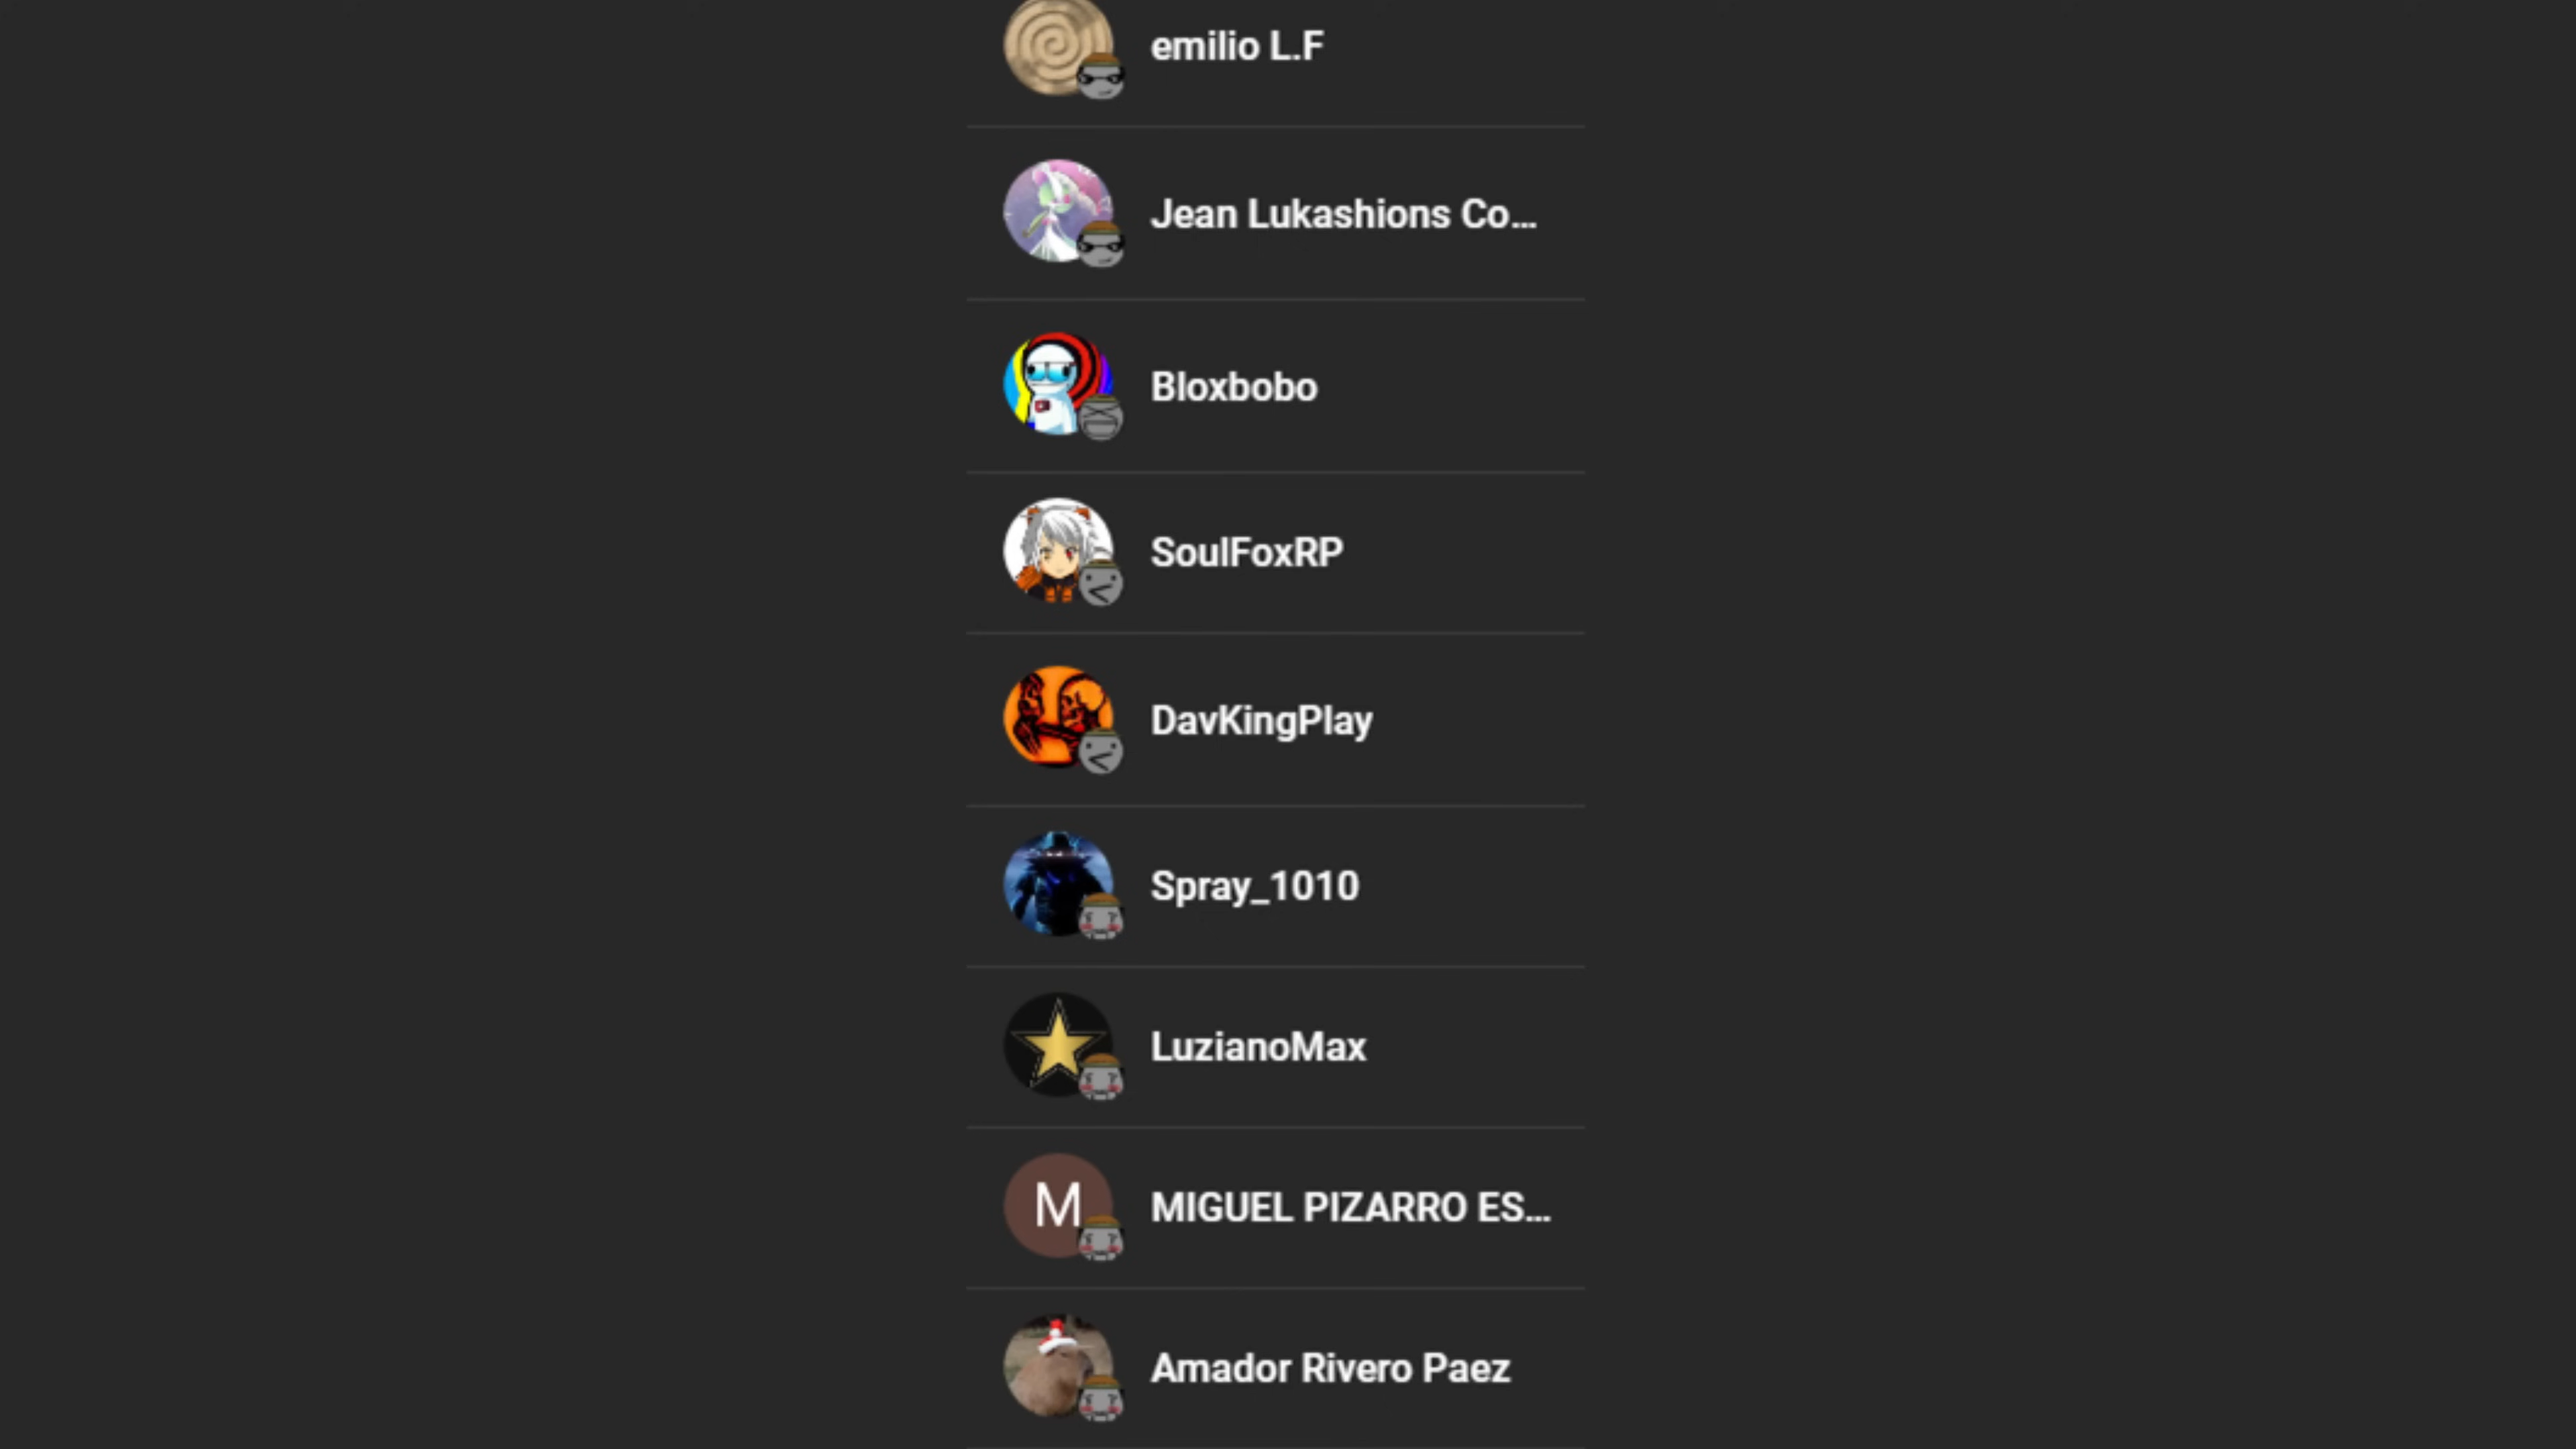 emilio L.F
Jean Lukashions Co...
Bloxbobo
SoulFoxRP
DavKingPlay
Spray_1010
LuzianoMax
M
MIGUEL PIZARRO ES...
Amador Rivero Paez